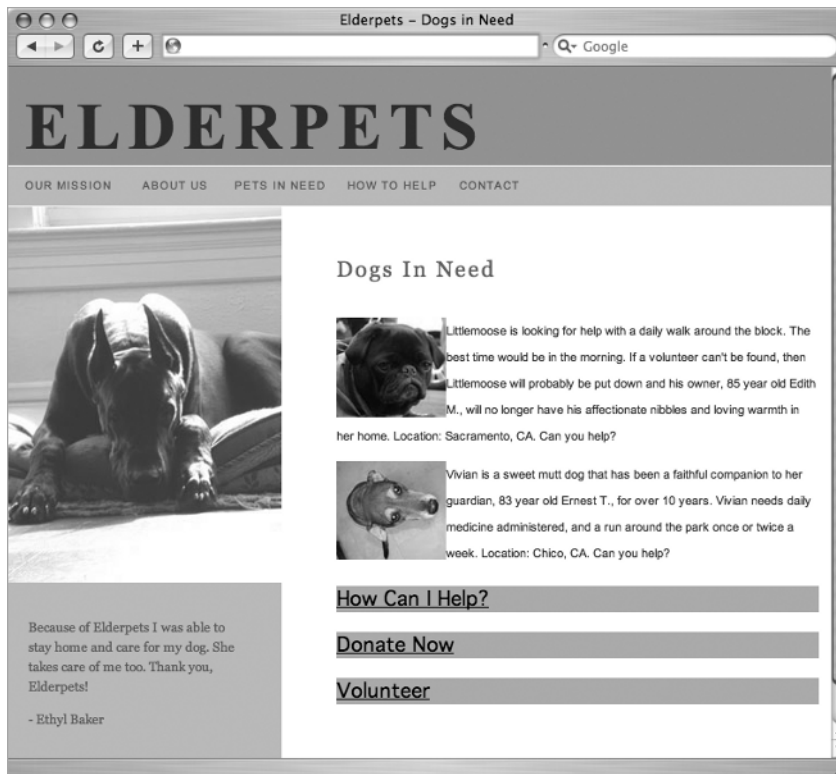 Elderpets – Dogs in Need
Google
ELDERPETS
OUR MISSION ABOUT US PETS IN NEED HOW TO HELP CONTACT
Dogs In Need
Littlemoose is looking for help with a daily walk around the block. The
best time would be in the morning. If a volunteer can't be found, then
Littlemoose will probably be put down and his owner, 85 year old Edith
M., will no longer have his affectionate nibbles and loving warmth in
her home. Location: Sacramento, CA. Can you help?
Vivian is a sweet mutt dog that has been a faithful companion to her
guardian, 83 year old Ernest T., for over 10 years. Vivian needs daily
medicine administered, and a run around the park once or twice a
week. Location: Chico, CA. Can you help?
How Can I Help?
Donate Now
Volunteer
Because of Elderpets I was able to
stay home and care for my dog. She
takes care of me too. Thank you,
Elderpets!
- Ethyl Baker